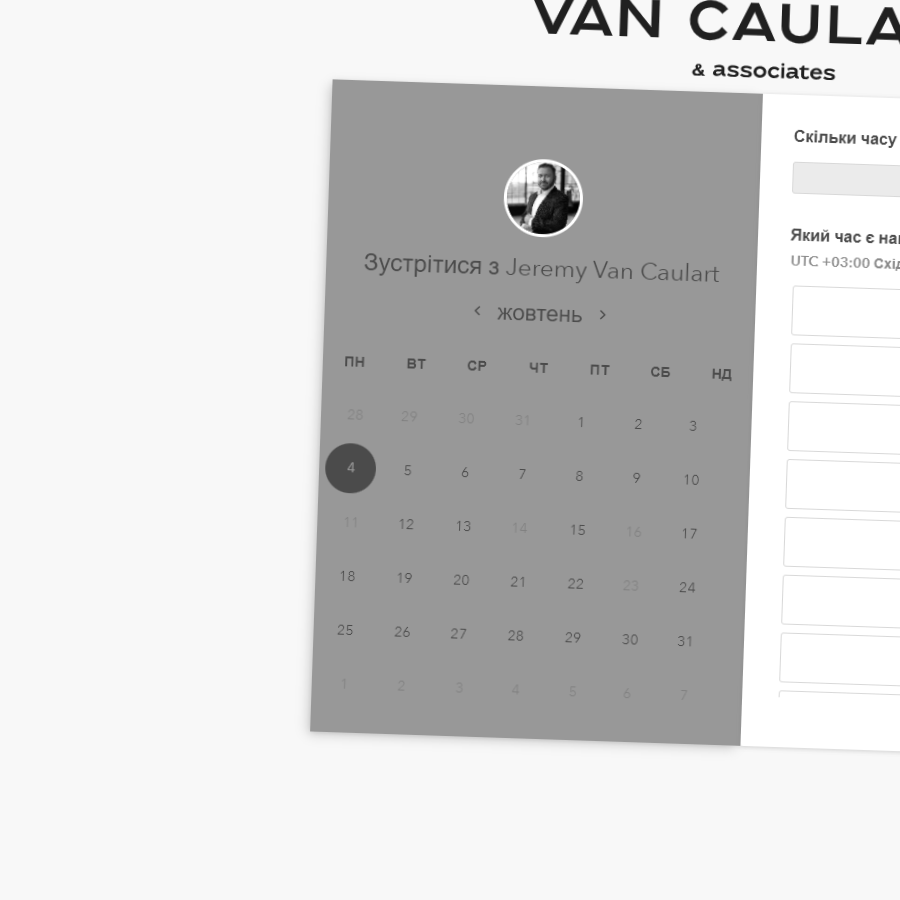 VAN CAULA
& associates
Зустрітися з Jeremy Van Caulart
‹ жовтень ›
ПН ВТ СР ЧТ ПТ СБ НД
28 29 30 31 1 2 3
4 5 6 7 8 9 10
11 12 13 14 15 16 17
18 19 20 21 22 23 24
25 26 27 28 29 30 31
1 2 3 4 5 6 7
Скільки часу
Який час є на
UTC +03:00 Схід